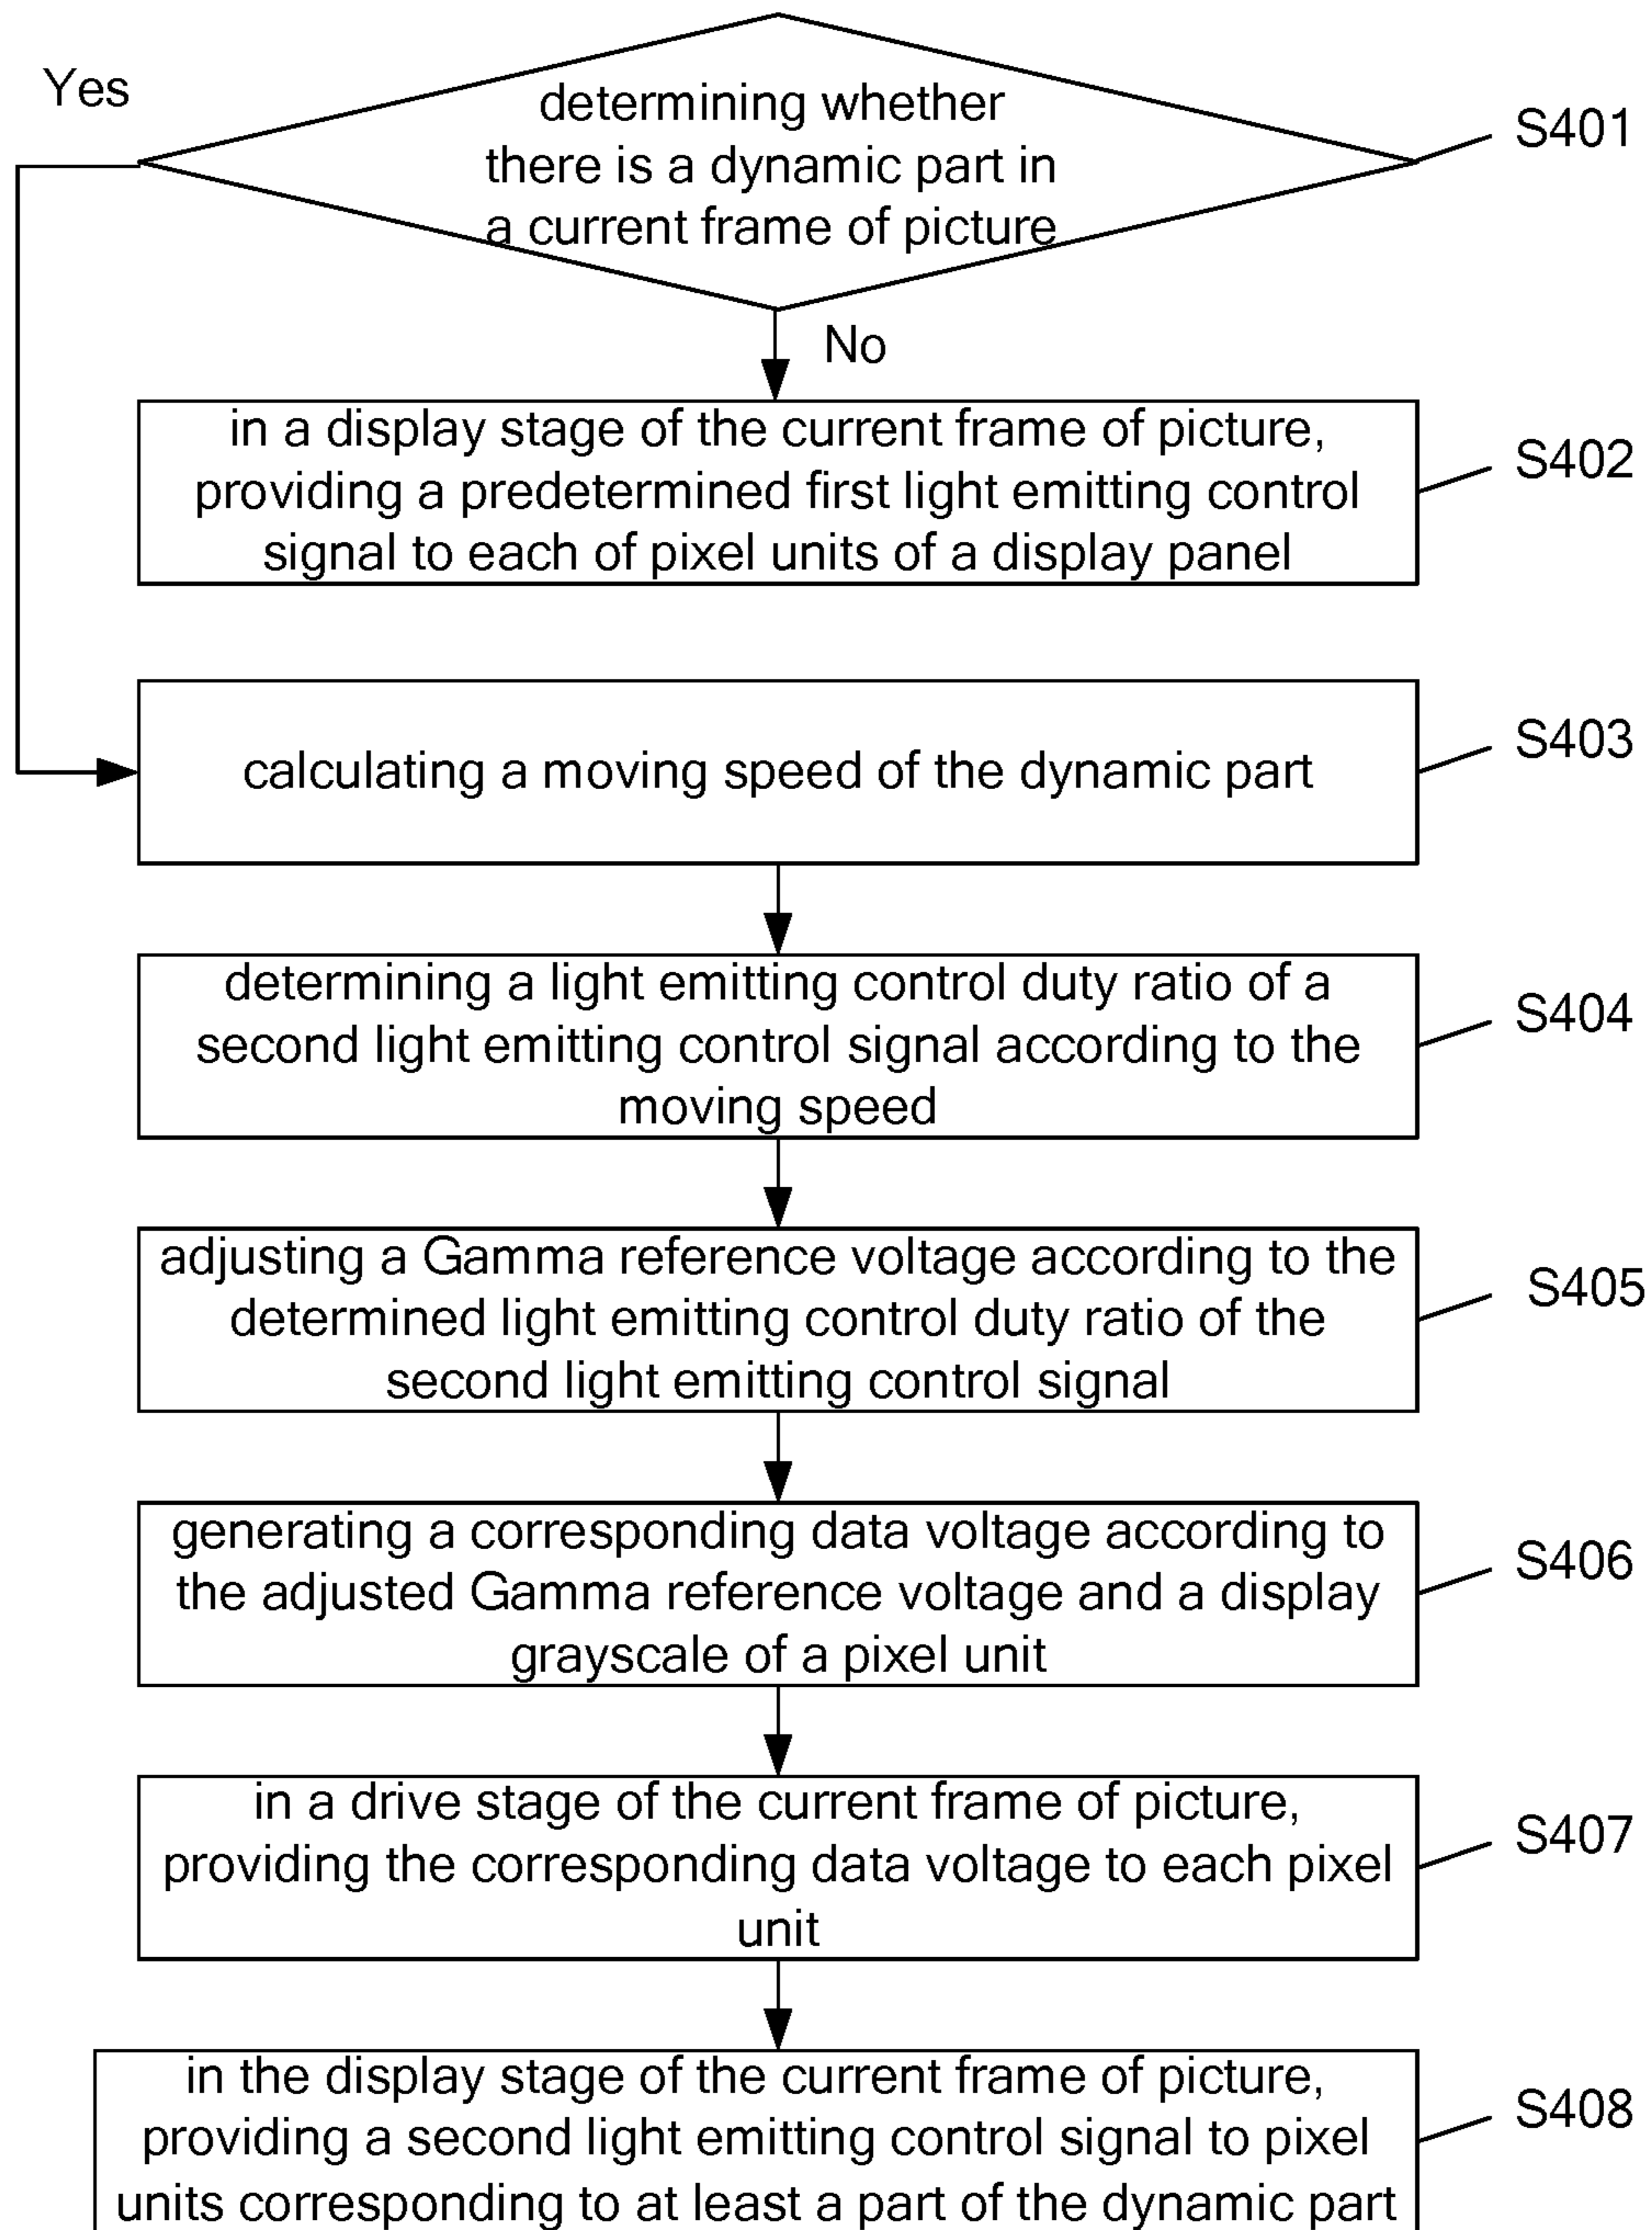 Yes
determining whether
there is a dynamic part in
a current frame of picture
S401
No
in a display stage of the current frame of picture,
providing a predetermined first light emitting control
signal to each of pixel units of a display panel
S402
calculating a moving speed of the dynamic part
S403
determining a light emitting control duty ratio of a
second light emitting control signal according to the
moving speed
S404
adjusting a Gamma reference voltage according to the
determined light emitting control duty ratio of the
second light emitting control signal
S405
generating a corresponding data voltage according to
the adjusted Gamma reference voltage and a display
grayscale of a pixel unit
S406
in a drive stage of the current frame of picture,
providing the corresponding data voltage to each pixel
unit
S407
in the display stage of the current frame of picture,
providing a second light emitting control signal to pixel
units corresponding to at least a part of the dynamic part
S408